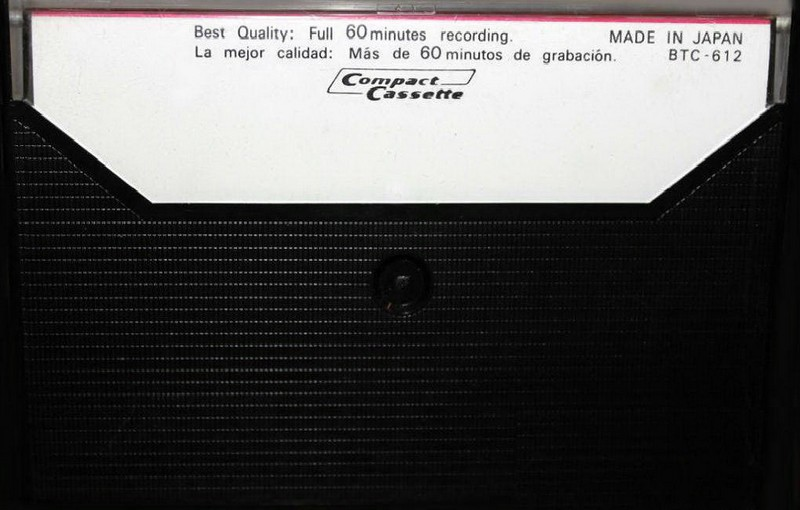 Best Quality: Full 60 minutes recording.
MADE IN JAPAN
La mejor calidad: Más de 60 minutos de grabación.
BTC-612
Compact
Cassette